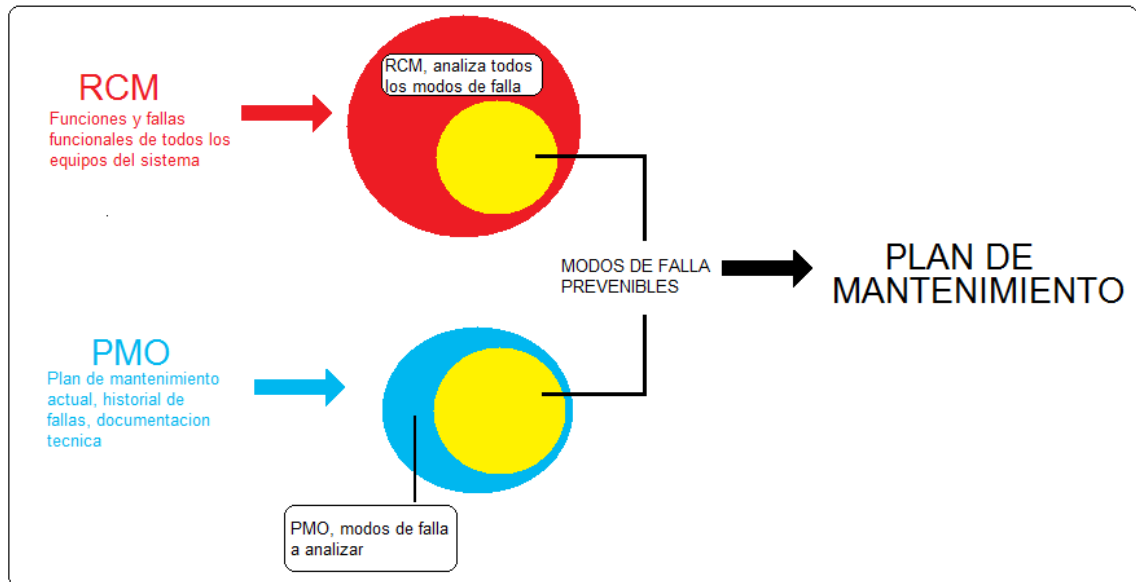 RCM
Funciones y fallas
funcionales de todos los
equipos del sistema
RCM, analiza todos
los modos de falla
MODOS DE FALLA
PREVENIBLES
PLAN DE
MANTENIMIENTO
PMO
Plan de mantenimiento
actual, historial de
fallas, documentacion
tecnica
PMO, modos de falla
a analizar